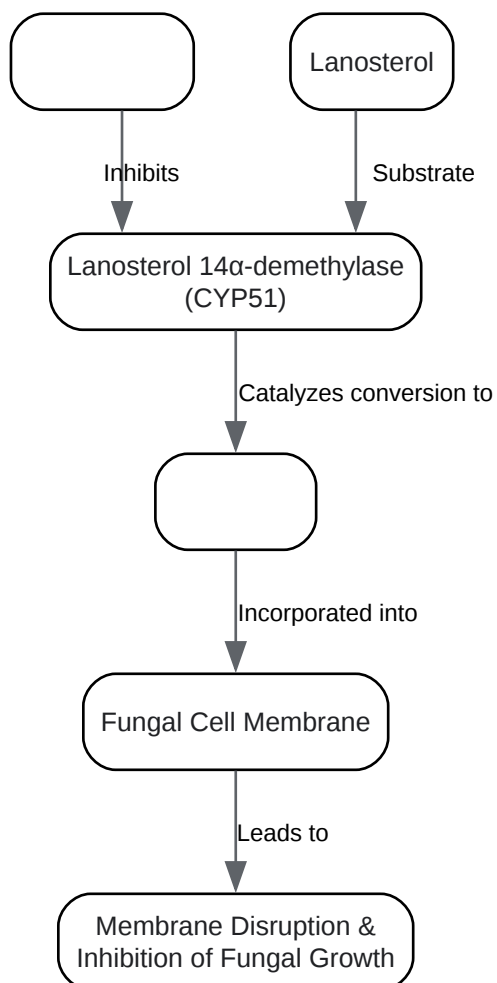 Lanosterol
Inhibits
Substrate
Lanosterol 14α-demethylase
(CYP51)
Catalyzes conversion to
Incorporated into
Fungal Cell Membrane
Leads to
Membrane Disruption &
Inhibition of Fungal Growth